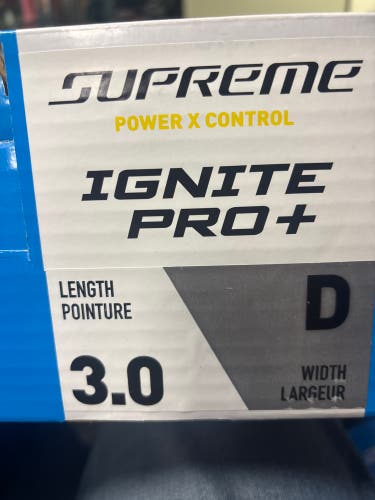 SUPREME
POWER X CONTROL
IGNITE
PRO+
LENGTH
POINTURE
3.0
D
WIDTH
LARGEUR